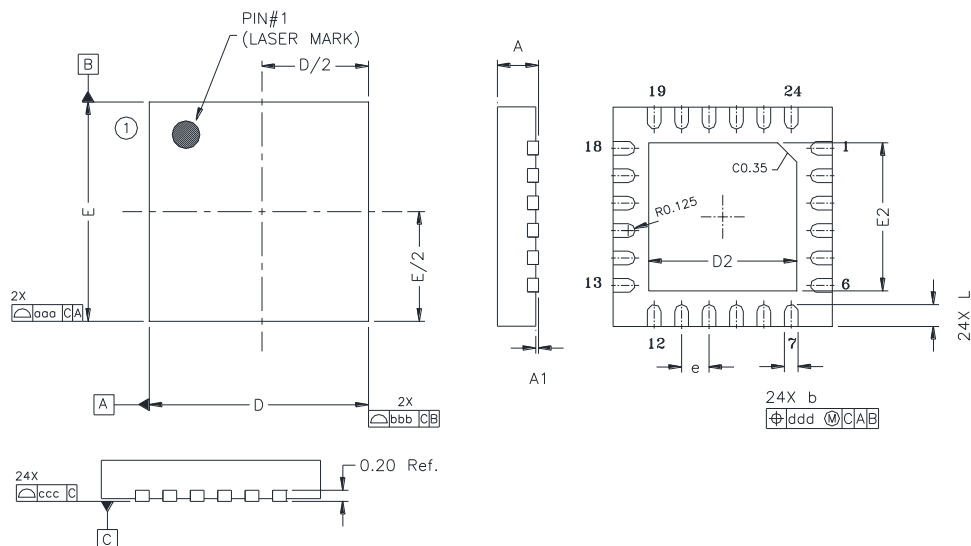 PIN#1
(LASER MARK)
D/2
B
1
E
E/2
2X
aaa C A
A
D
2X
bbb C B
A
A1
19
24
18
1
C0.35
R0.125
D2
E2
13
6
12
7
e
24X L
24X b
ddd M C A B
24X
ccc C
0.20 Ref.
C